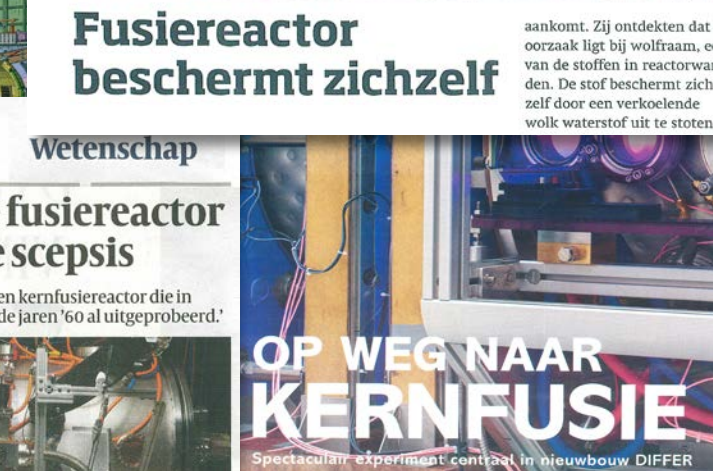 Fusiereactor
beschermt zichzelf
aankomt. Zij ontdekten dat
oorzaak ligt bij wolfraam, e
van de stoffen in reactorwa
den. De stof beschermt zich
zelf door een verkoelende
wolk waterstof uit te stoten
Wetenschap
fusiereactor
e scepsis
en kernfusiereactor die in
de jaren '60 al uitgeprobeerd.'
OP WEG NAAR
KERNFUSIE
Spectaculair experiment centraal in nieuwbouw DIFFER